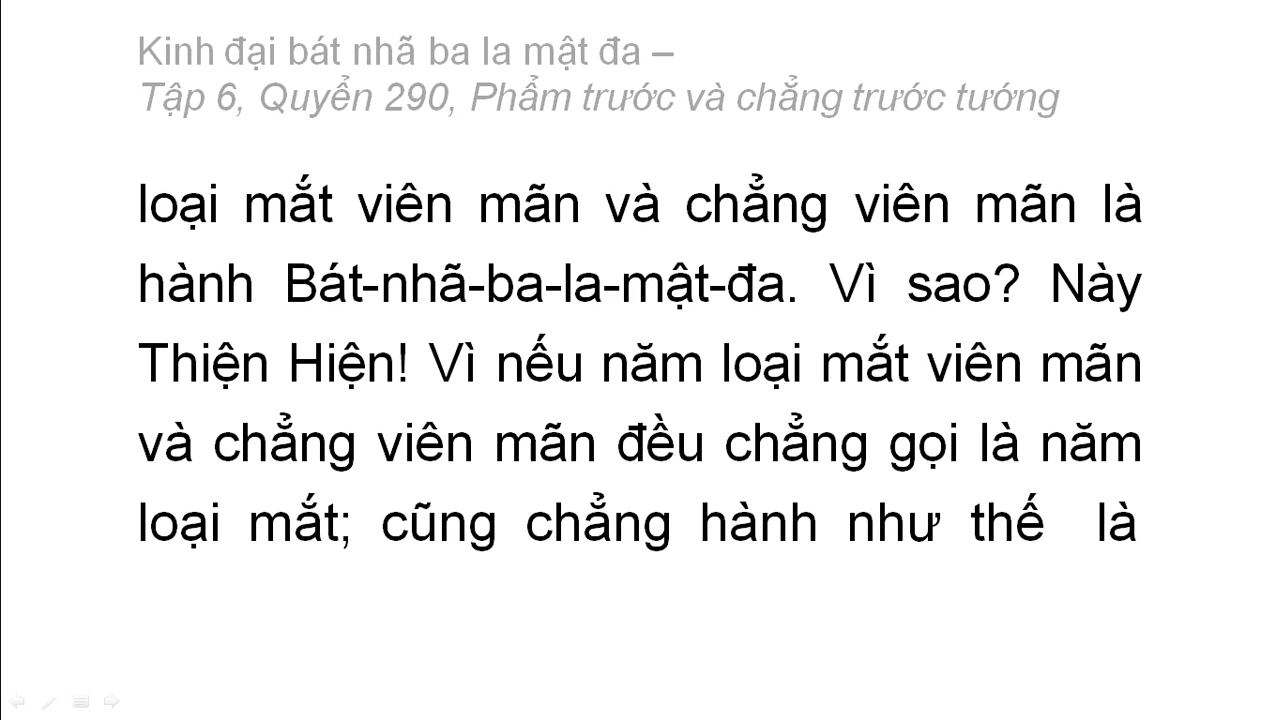 Kinh đại bát nhã ba la mật đa –
Tập 6, Quyển 290, Phẩm trước và chẳng trước tướng
loại mắt viên mãn và chẳng viên mãn là
hành Bát-nhã-ba-la-mật-đa. Vì sao? Này
Thiện Hiện! Vì nếu năm loại mắt viên mãn
và chẳng viên mãn đều chẳng gọi là năm
loại mắt; cũng chẳng hành như thế là